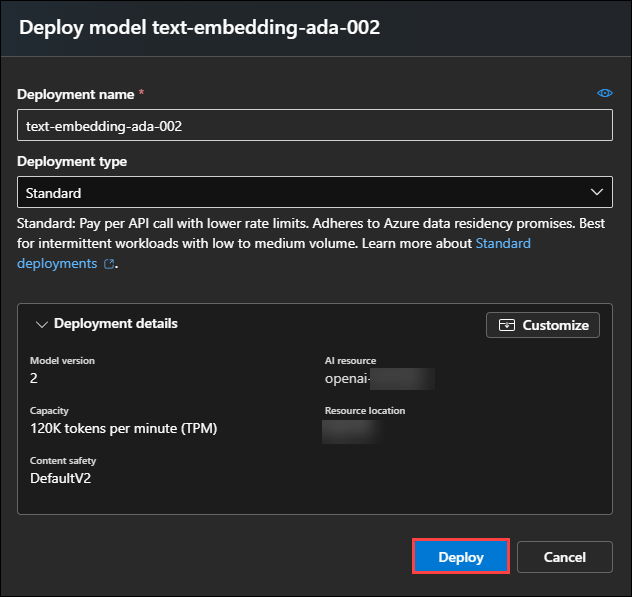 Deploy model text-embedding-ada-002
Deployment name *
text-embedding-ada-002
Deployment type
Standard
Standard: Pay per API call with lower rate limits. Adheres to Azure data residency promises. Best
for intermittent workloads with low to medium volume. Learn more about Standard
deployments.
Deployment details
Customize
Model version
2
AI resource
openai-
Capacity
120K tokens per minute (TPM)
Resource location
Content safety
DefaultV2
Deploy
Cancel